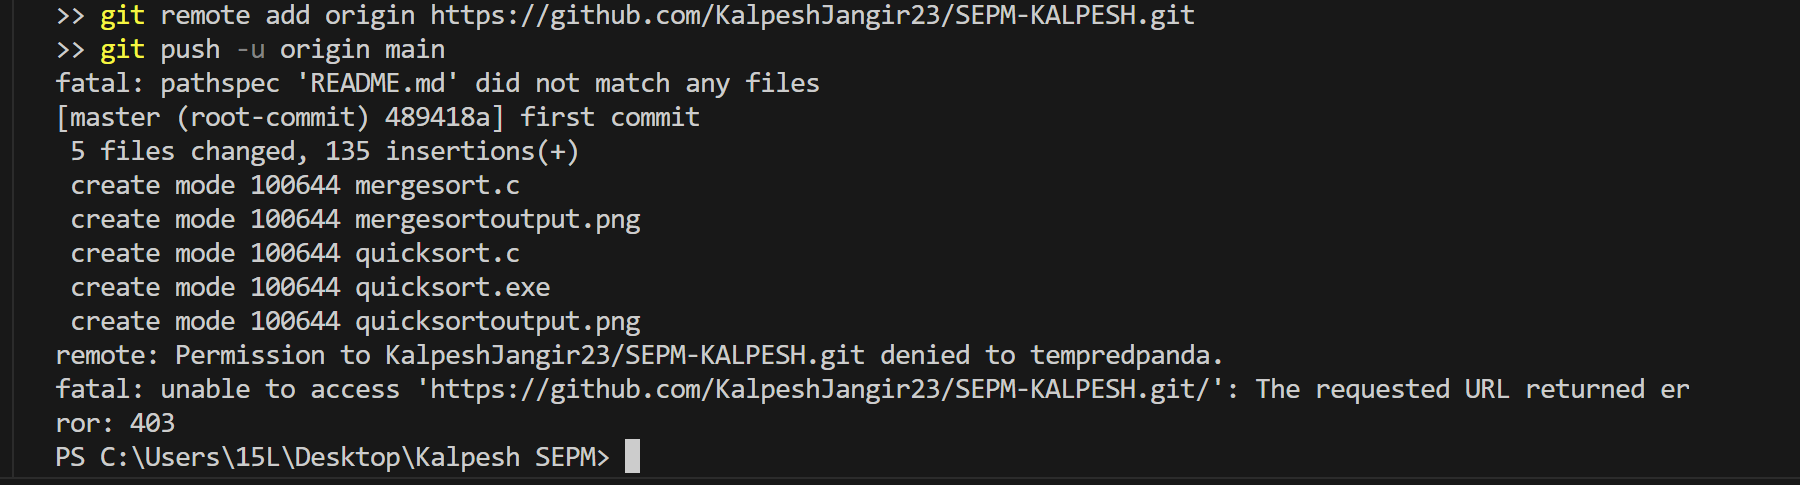 >> git remote add origin https://github.com/KalpeshJangir23/SEPM-KALPESH.git
>> git push -u origin main
fatal: pathspec 'README.md' did not match any files
[master (root-commit) 489418a] first commit
 5 files changed, 135 insertions(+)
 create mode 100644 mergesort.c
 create mode 100644 mergesortoutput.png
 create mode 100644 quicksort.c
 create mode 100644 quicksort.exe
 create mode 100644 quicksortoutput.png
remote: Permission to KalpeshJangir23/SEPM-KALPESH.git denied to tempredpanda.
fatal: unable to access 'https://github.com/KalpeshJangir23/SEPM-KALPESH.git/': The requested URL returned er
ror: 403
PS C:\Users\15L\Desktop\Kalpesh SEPM>